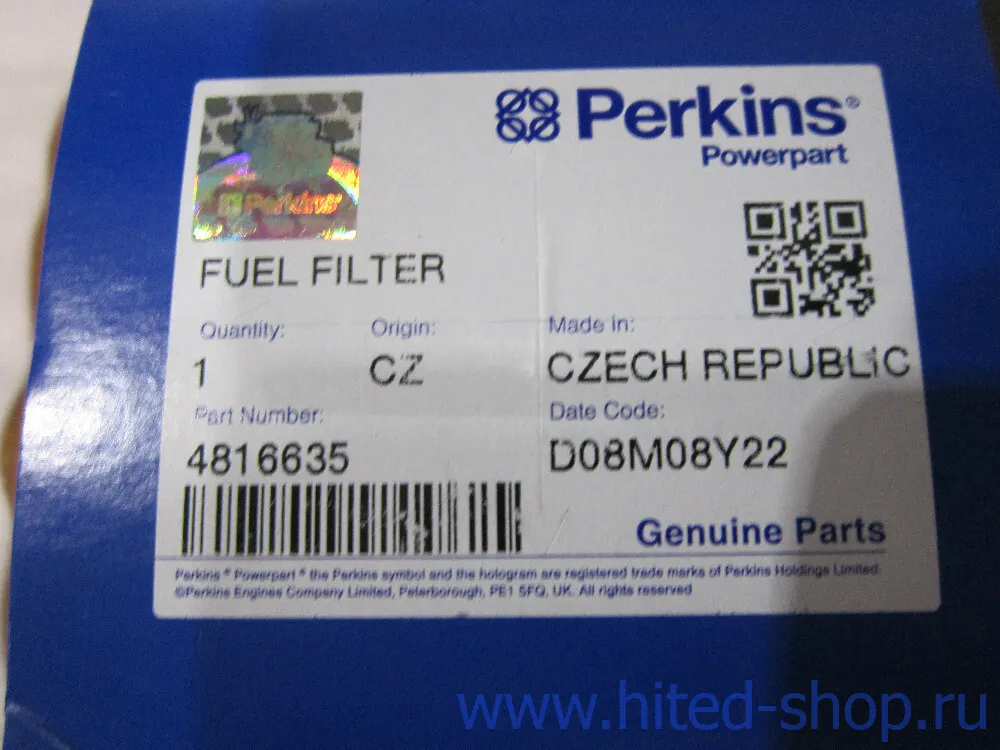 Perkins®
Powerpart
Perkins
FUEL FILTER
Quantity: Origin: Made in:
1 CZ CZECH REPUBLIC
Part Number: Date Code:
4816635 D08M08Y22
Genuine Parts
Perkins® Powerpart® the Perkins symbol and the hologram are registered trade marks of Perkins Holdings Limited.
©Perkins Engines Company Limited, Peterborough, PE1 5FQ, UK. All rights reserved
www.hited-shop.ru